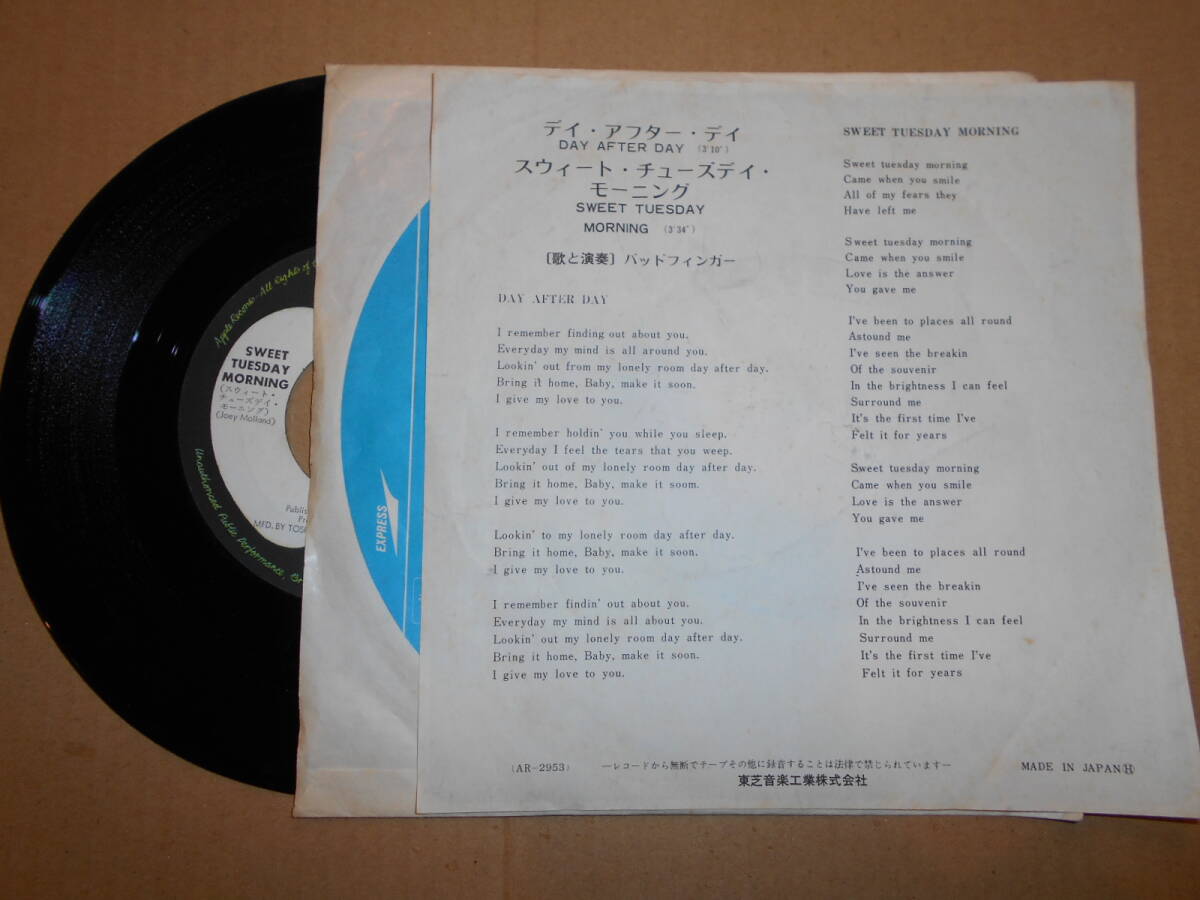 デイ・アフター・デイ
DAY AFTER DAY (3'10")
スウィート・チューズデイ・
モーニング
SWEET TUESDAY
MORNING (3'34")
〔歌と演奏〕バッドフィンガー
DAY AFTER DAY
I remember finding out about you.
Everyday my mind is all around you.
Lookin' out from my lonely room day after day.
Bring it home, Baby, make it soon.
I give my love to you.
I remember holdin' you while you sleep.
Everyday I feel the tears that you weep.
Lookin' out of my lonely room day after day.
Bring it home, Baby, make it soom.
I give my love to you.
Lookin' to my lonely room day after day.
Bring it home, Baby, make it soon.
I give my love to you.
I remember findin' out about you.
Everyday my mind is all about you.
Lookin' out my lonely room day after day.
Bring it home, Baby, make it soon.
I give my love to you.
SWEET TUESDAY MORNING
Sweet tuesday morning
Came when you smile
All of my fears they
Have left me
Sweet tuesday morning
Came when you smile
Love is the answer
You gave me
I've been to places all round
Astound me
I've seen the breakin
Of the souvenir
In the brightness I can feel
Surround me
It's the first time I've
Felt it for years
Sweet tuesday morning
Came when you smile
Love is the answer
You gave me
I've been to places all round
Astound me
I've seen the breakin
Of the souvenir
In the brightness I can feel
Surround me
It's the first time I've
Felt it for years
(AR-2953)
―レコードから無断でテープその他に録音することは法律で禁じられています―
東芝音楽工業株式会社
MADE IN JAPAN Ⓗ
EXPRESS
Apple Records. All Rights of
SWEET
TUESDAY
MORNING
(スウィート・
チューズデイ・
モーニング)
(Joey Molland)
MFD. BY
Unauthorized Public Performance,